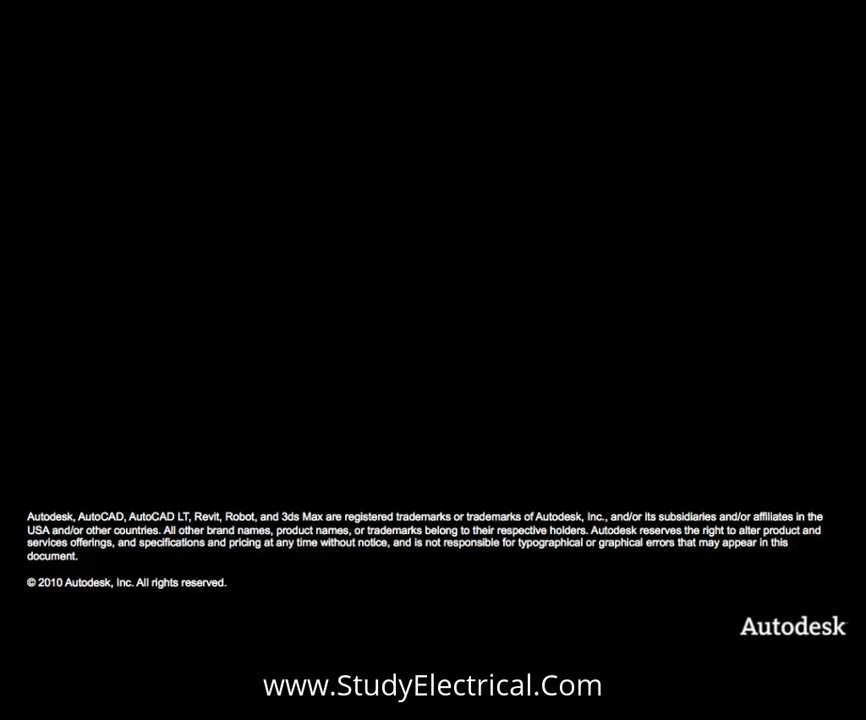 Autodesk, AutoCAD, AutoCAD LT, Revit, Robot, and 3ds Max are registered trademarks or trademarks of Autodesk, Inc., and/or its subsidiaries and/or affiliates in the
USA and/or other countries. All other brand names, product names, or trademarks belong to their respective holders. Autodesk reserves the right to alter product and
services offerings, and specifications and pricing at any time without notice, and is not responsible for typographical or graphical errors that may appear in this
document.
© 2010 Autodesk, Inc. All rights reserved.
Autodesk
www.StudyElectrical.Com